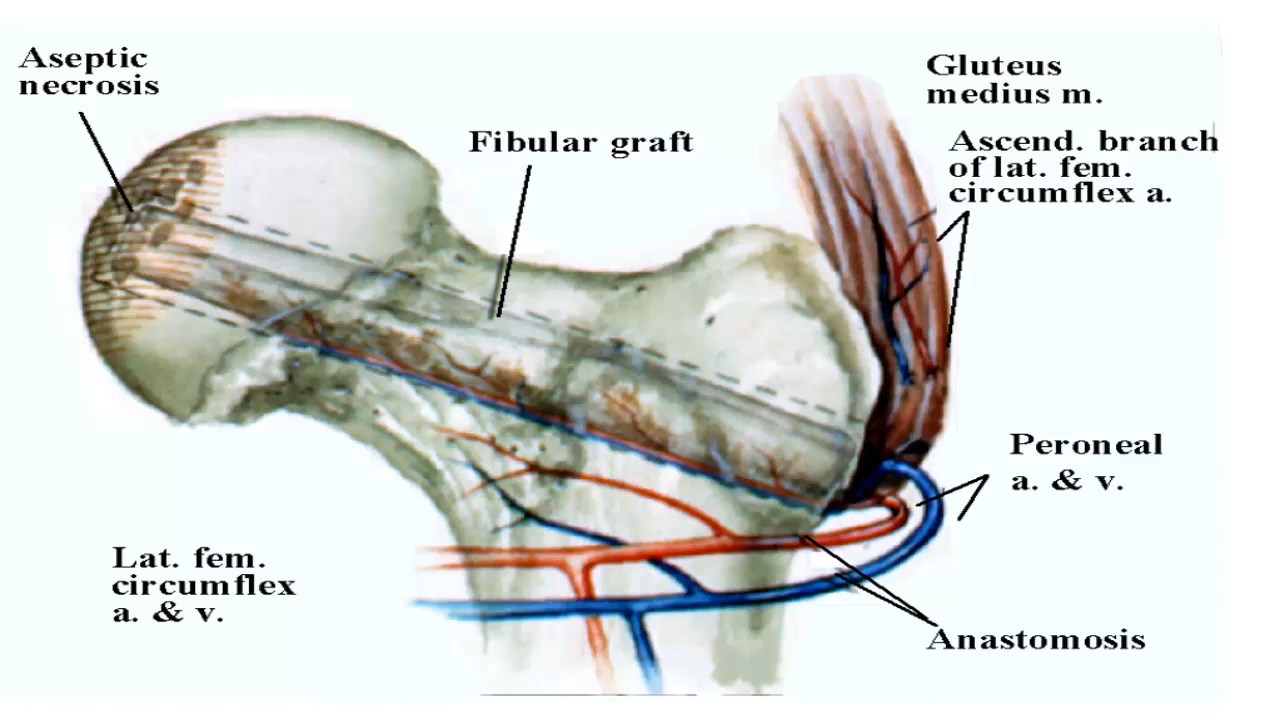 Aseptic
necrosis
Fibular graft
Gluteus
medius m.
Ascend. branch
of lat. fem.
circumflex a.
Peroneal
a. & v.
Lat. fem.
circumflex
a. & v.
Anastomosis